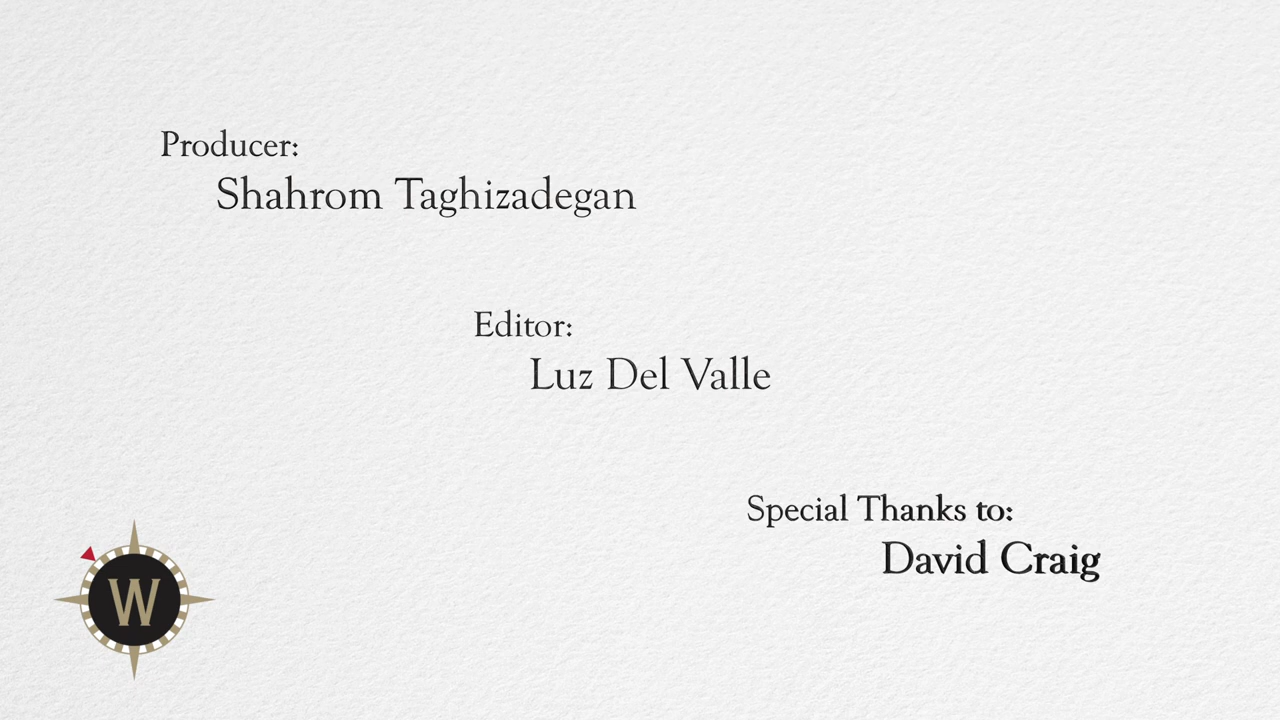 Producer:
Shahrom Taghizadegan
Editor:
Luz Del Valle
Special Thanks to:
David Craig
W